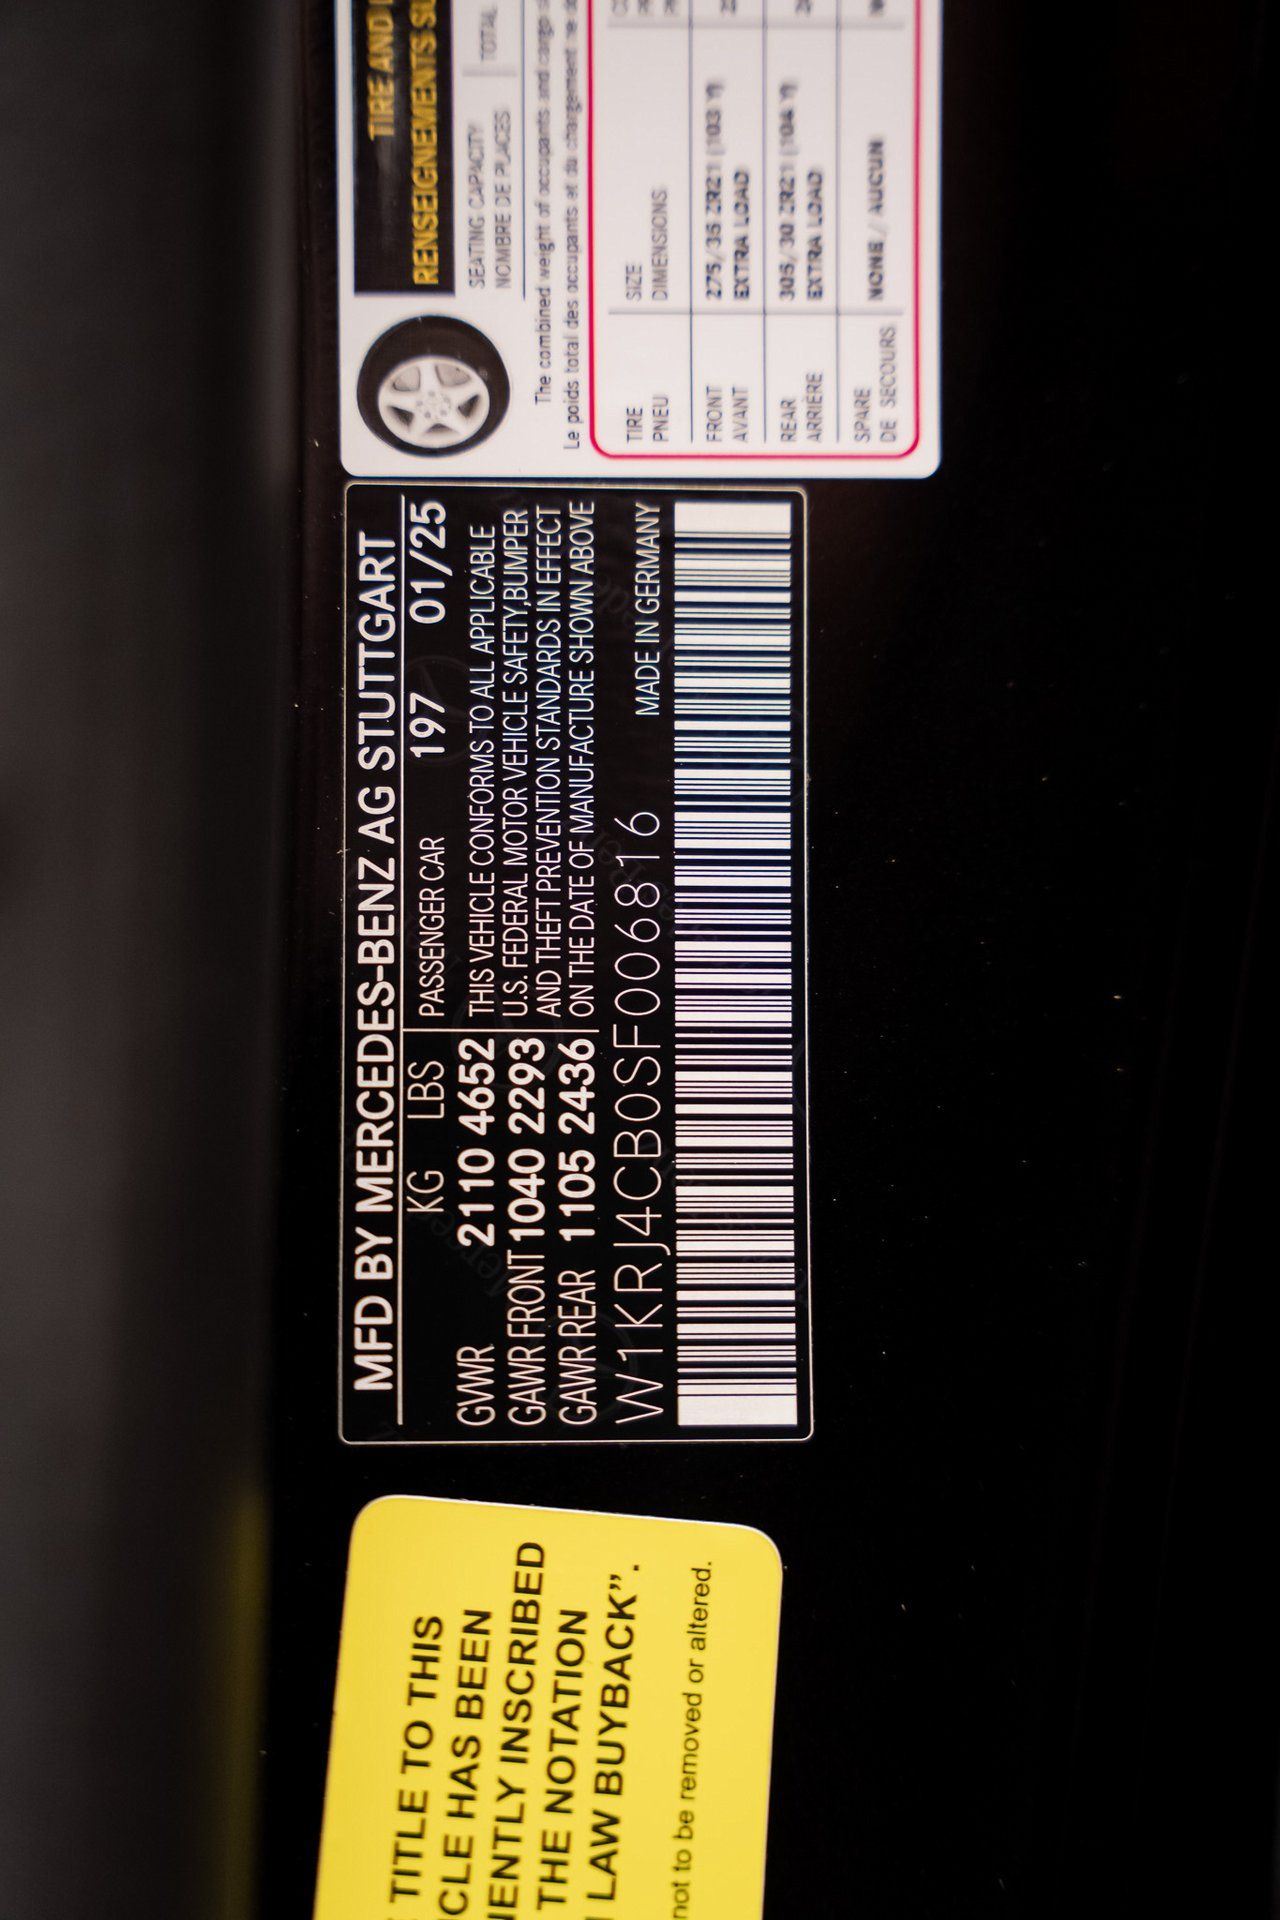 TITLE TO THIS
HAS BEEN
INSCRIBED
THE NOTATION
LAW BUYBACK".
not to be removed or altered.
MFD BY MERCEDES-BENZ AG STUTTGART
KG LBS PASSENGER CAR 197 01/25
GVWR 2110 4652 THIS VEHICLE CONFORMS TO ALL APPLICABLE
GAWR FRONT 1040 2293 U.S. FEDERAL MOTOR VEHICLE SAFETY,BUMPER
GAWR REAR 1105 2436 AND THEFT PREVENTION STANDARDS IN EFFECT
ON THE DATE OF MANUFACTURE SHOWN ABOVE
W1KRJ4CB0SF006816 MADE IN GERMANY
TIRE AND
RENSEIGNEMENTS
SEATING CAPACITY
NOMBRE DE PLACES
TOTAL
The combined weight of occupants and cargo
Le poids total des occupants et du chargement ne
TIRE SIZE
PNEU DIMENSIONS
FRONT 275/35 ZR21 (103 Y)
AVANT EXTRA LOAD
REAR 305/30 ZR21 (104 Y)
ARRIÈRE EXTRA LOAD
SPARE NONE / AUCUN
DE SECOURS